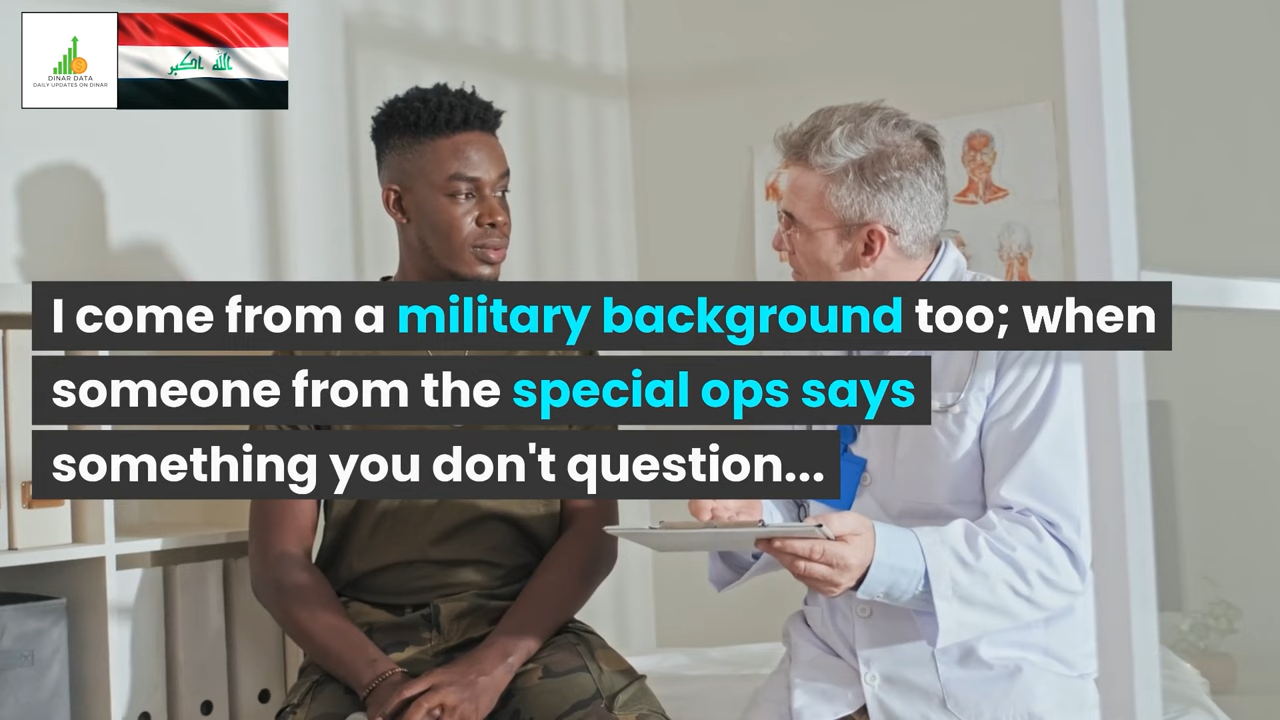 DINAR DATA
DAILY UPDATES ON DINAR
الله اكبر
I come from a military background too; when
someone from the special ops says
something you don't question...